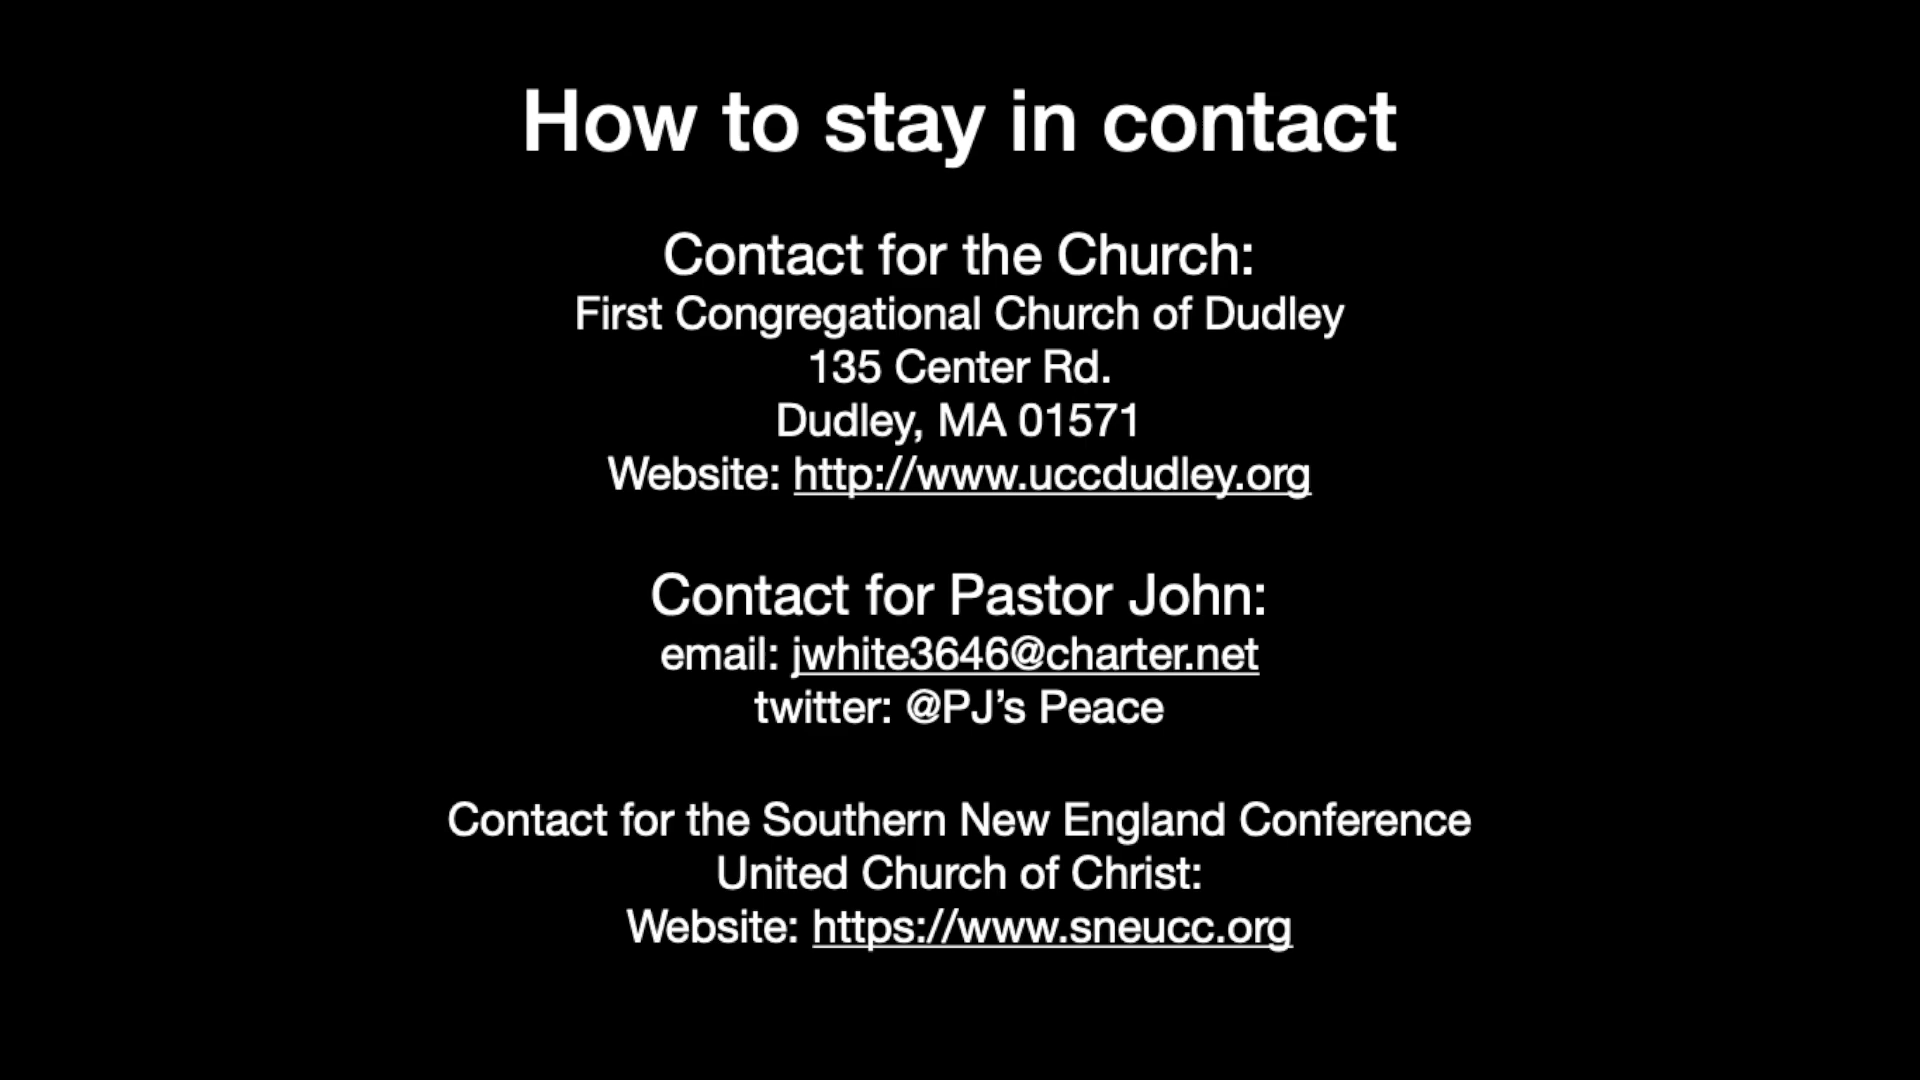 How to stay in contact
Contact for the Church:
First Congregational Church of Dudley
135 Center Rd.
Dudley, MA 01571
Website: http://www.uccdudley.org
Contact for Pastor John:
email: jwhite3646@charter.net
twitter: @PJ’s Peace
Contact for the Southern New England Conference
United Church of Christ:
Website: https://www.sneucc.org